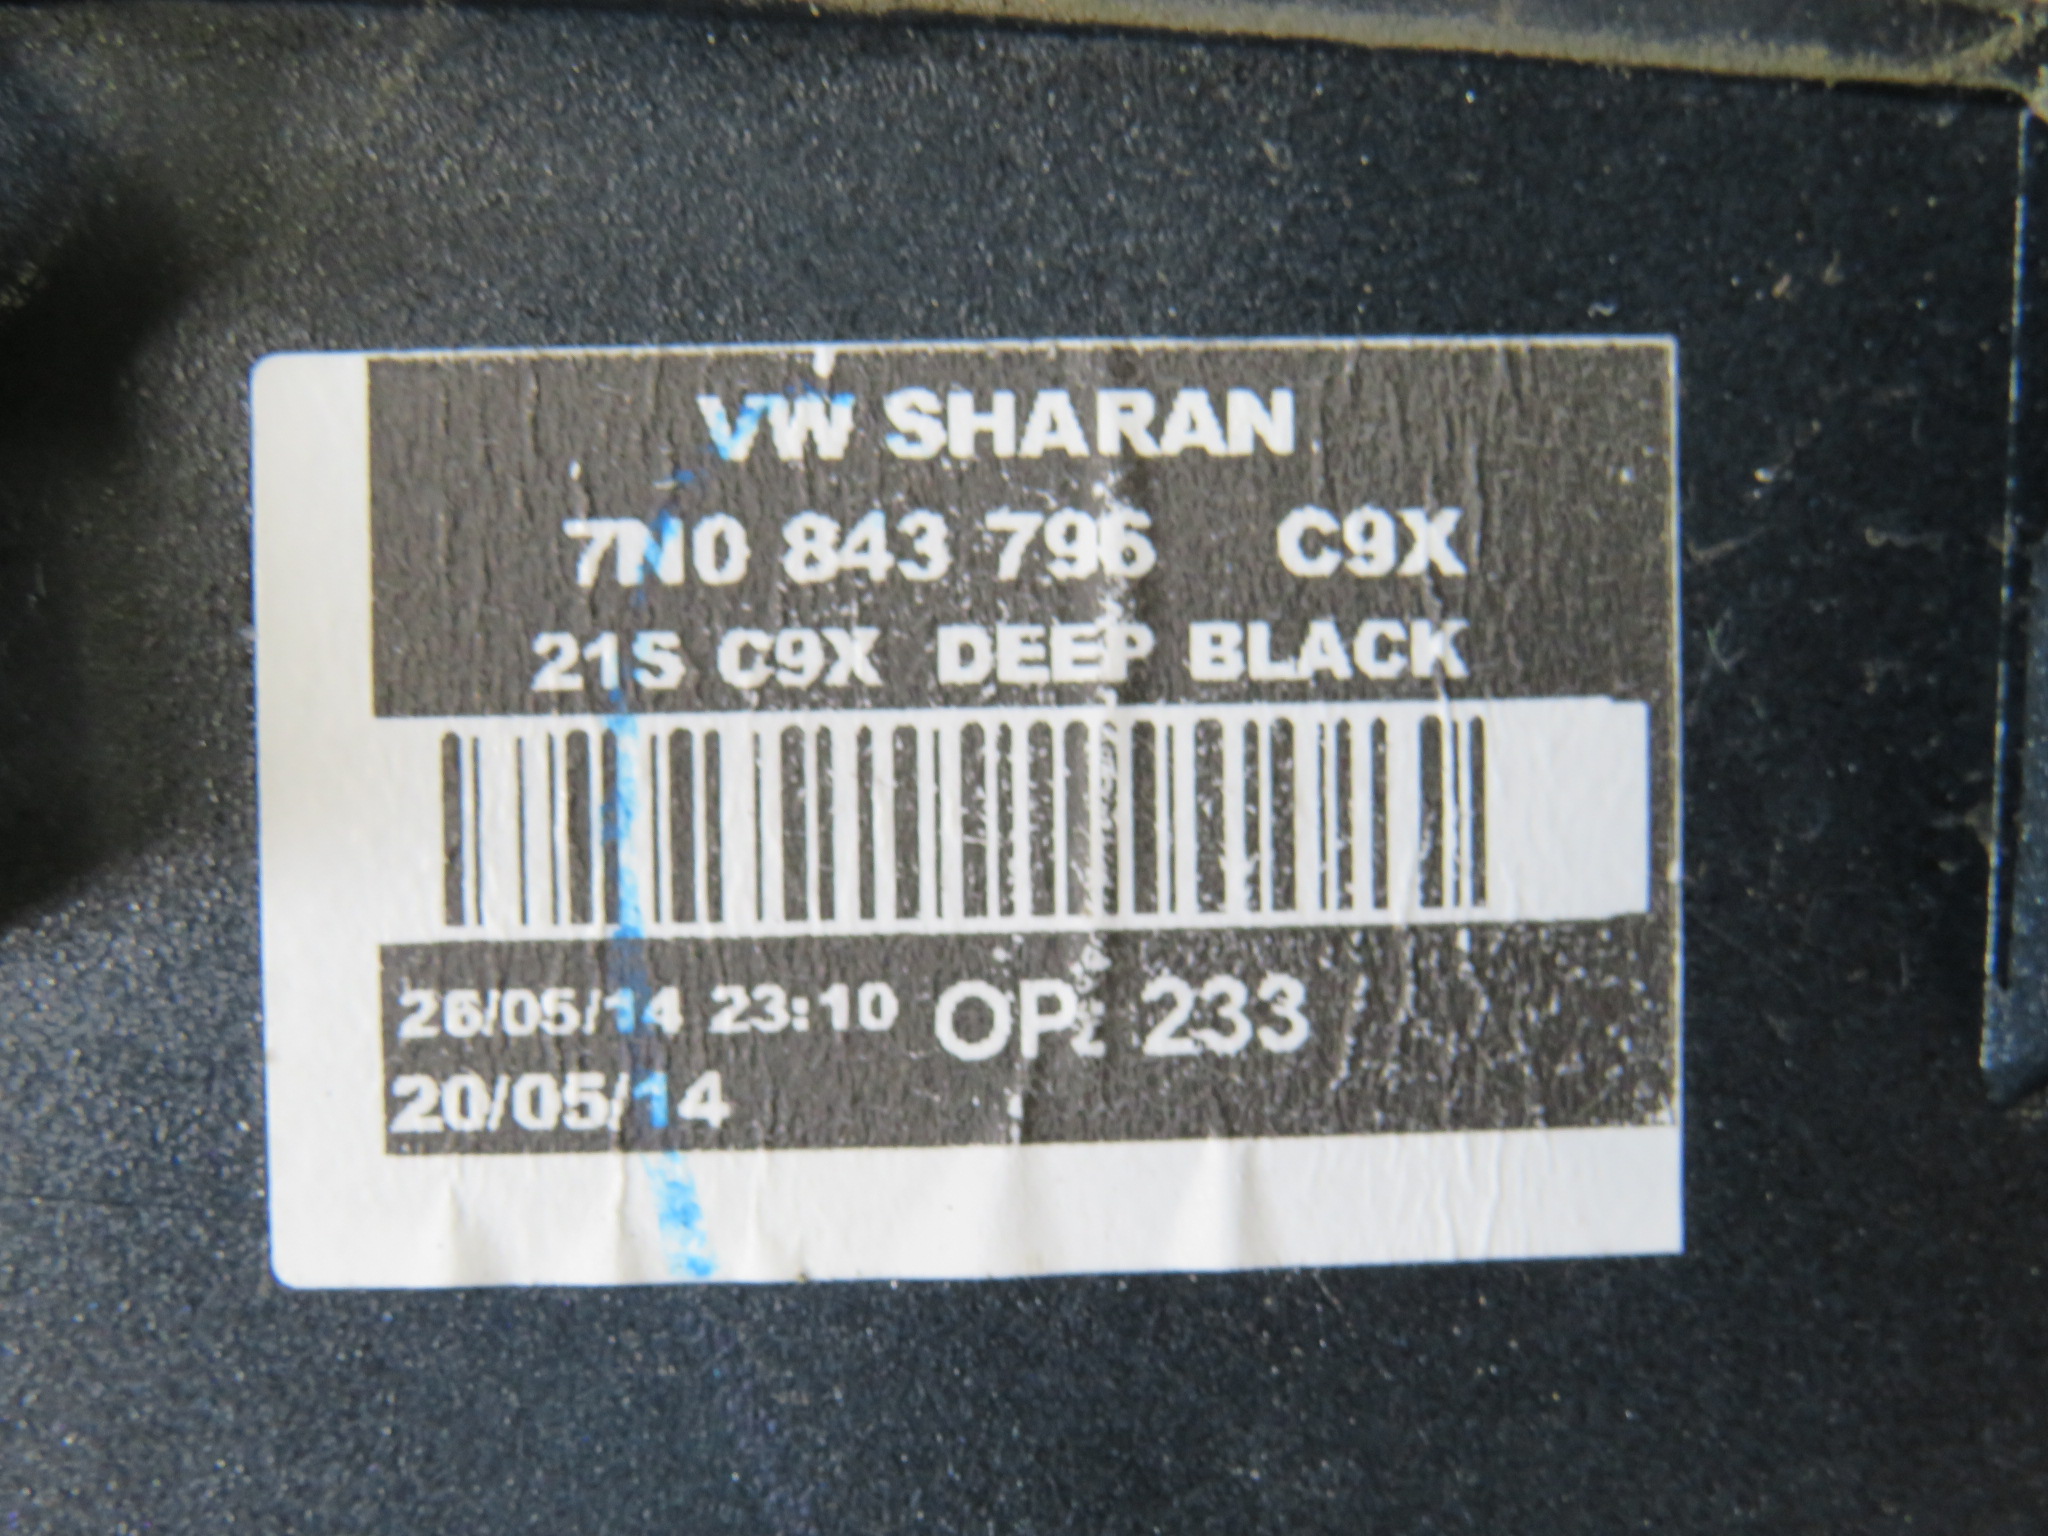 VW SHARAN
7N0 843 796 C9X
21S C9X DEEP BLACK
26/05/14 23:10 OP: 233
20/05/14